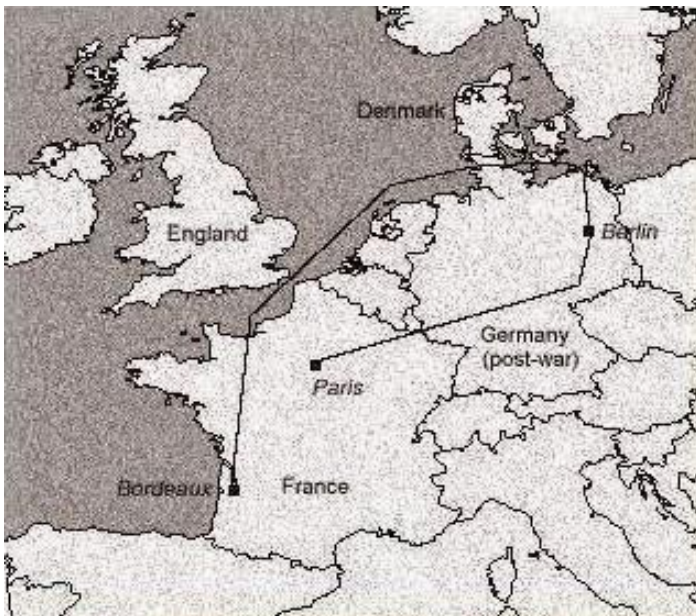 Denmark
England
Berlin
Germany
(post-war)
Paris
Bordeaux
France